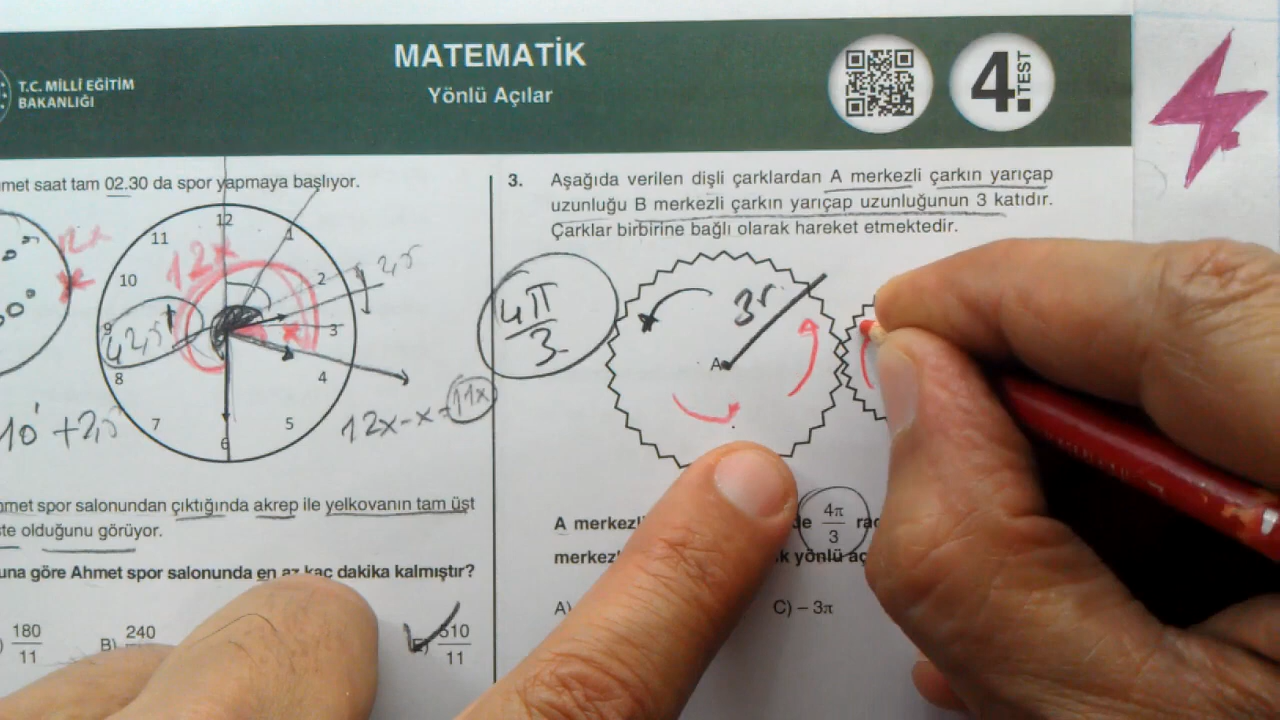 T.C. MİLLÎ EĞİTİM
BAKANLIĞI
MATEMATİK
Yönlü Açılar
4.
TEST
met saat tam 02.30 da spor yapmaya başlıyor.
12
1
2
3
4
5
6
7
8
9
10
11
12x
12x
2,5
42,5
10 + 2,5
12x-x=11x
met spor salonundan çıktığında akrep ile yelkovanın tam üst
te olduğunu görüyor.
una göre Ahmet spor salonunda en az kaç dakika kalmıştır?
180
11
B) 240
510
11
3. Aşağıda verilen dişli çarklardan A merkezli çarkın yarıçap
uzunluğu B merkezli çarkın yarıçap uzunluğunun 3 katıdır.
Çarklar birbirine bağlı olarak hareket etmektedir.
4π
3
3r
A
A merkezl
de 4π
3
merkez
k yönlü aç
A)
C) – 3π